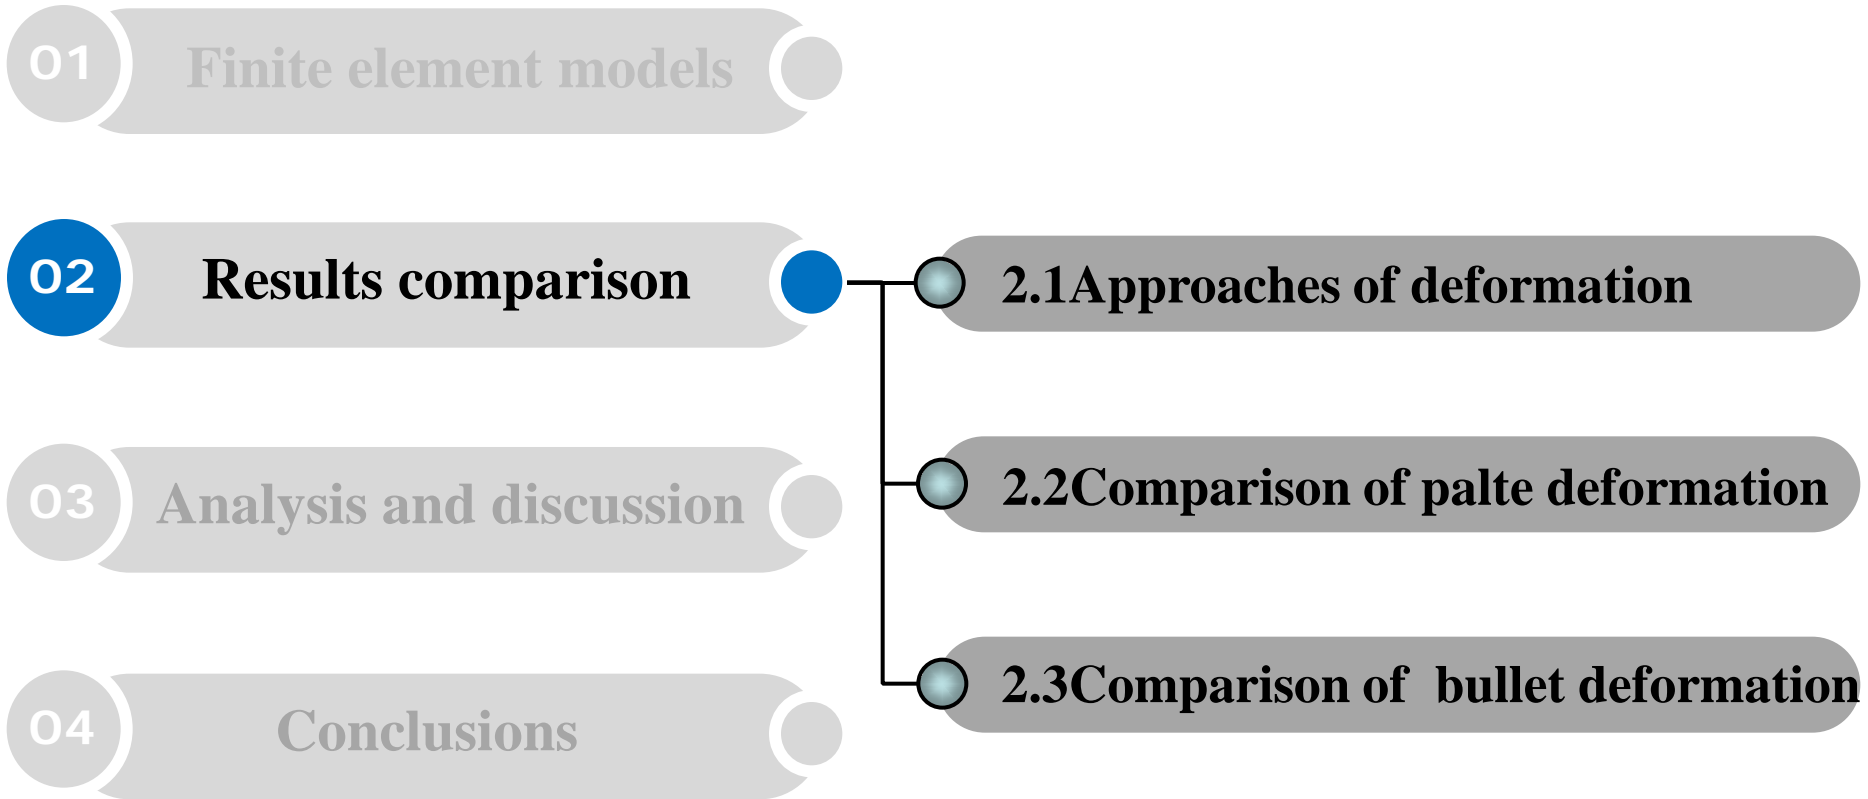 01
Finite element models
02
Results comparison
2.1Approaches of deformation
2.2Comparison of palte deformation
2.3Comparison of  bullet deformation
03
Analysis and discussion
04
Conclusions